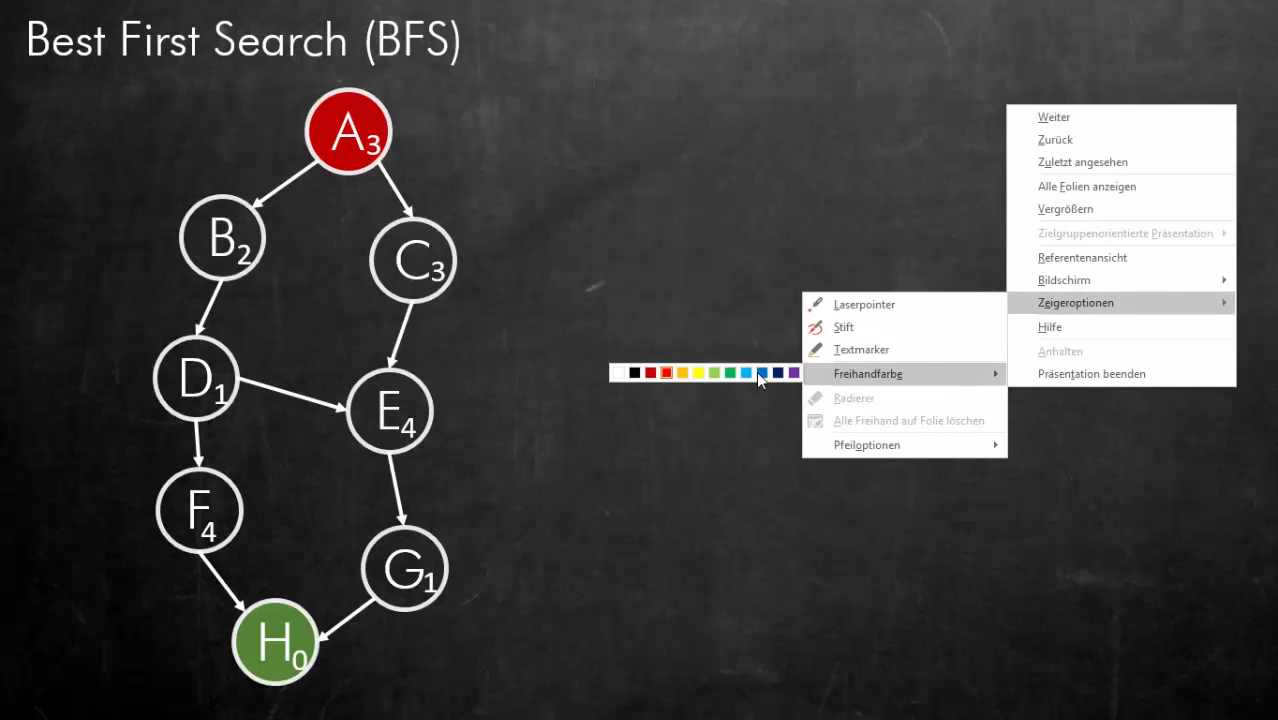 Best First Search (BFS)
A3
B2
C3
D1
E4
F4
G1
H0
Weiter
Zurück
Zuletzt angesehen
Alle Folien anzeigen
Vergrößern
Zielgruppenorientierte Präsentation
Referentenansicht
Bildschirm
Zeigeroptionen
Hilfe
Anhalten
Präsentation beenden
Laserpointer
Stift
Textmarker
Freihandfarbe
Radierer
Alle Freihand auf Folie löschen
Pfeiloptionen